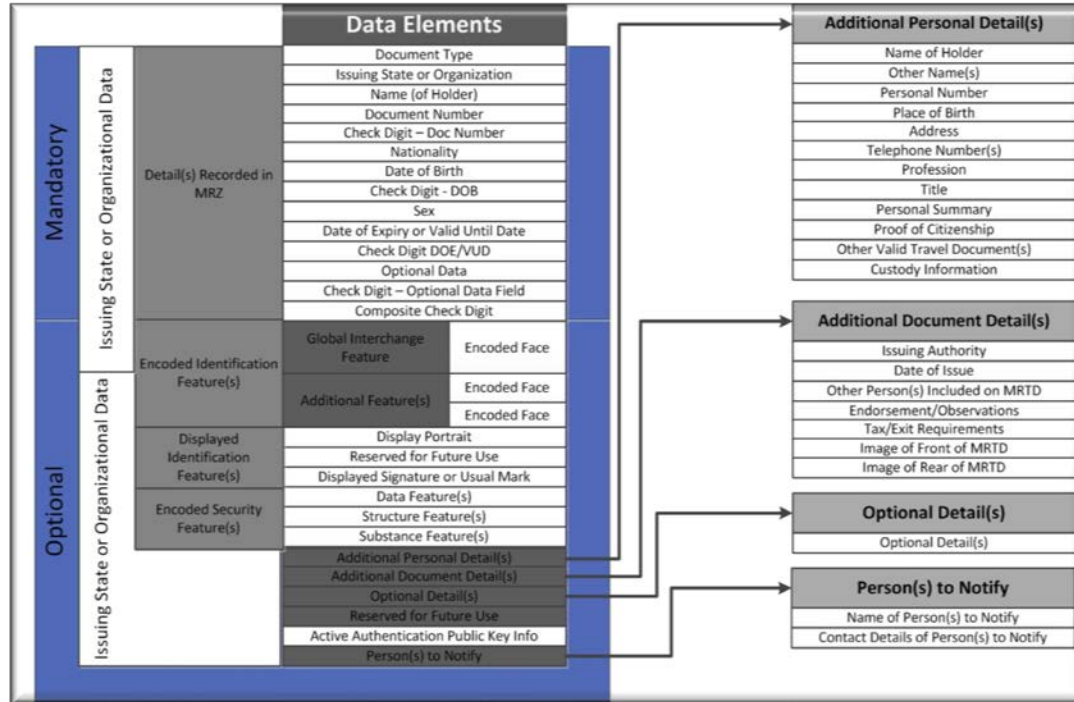 Data Elements
Mandatory
Issuing State or Organizational Data
Detail(s) Recorded in
MRZ
Document Type
Issuing State or Organization
Name (of Holder)
Document Number
Check Digit – Doc Number
Nationality
Date of Birth
Check Digit - DOB
Sex
Date of Expiry or Valid Until Date
Check Digit DOE/VUD
Optional Data
Check Digit – Optional Data Field
Composite Check Digit
Optional
Issuing State or Organizational Data
Encoded Identification
Feature(s)
Global Interchange
Feature
Encoded Face
Additional Feature(s)
Encoded Face
Encoded Face
Displayed
Identification
Feature(s)
Display Portrait
Reserved for Future Use
Displayed Signature or Usual Mark
Encoded Security
Feature(s)
Data Feature(s)
Structure Feature(s)
Substance Feature(s)
Additional Personal Detail(s)
Additional Document Detail(s)
Optional Detail(s)
Reserved for Future Use
Active Authentication Public Key Info
Person(s) to Notify
Additional Personal Detail(s)
Name of Holder
Other Name(s)
Personal Number
Place of Birth
Address
Telephone Number(s)
Profession
Title
Personal Summary
Proof of Citizenship
Other Valid Travel Document(s)
Custody Information
Additional Document Detail(s)
Issuing Authority
Date of Issue
Other Person(s) Included on MRTD
Endorsement/Observations
Tax/Exit Requirements
Image of Front of MRTD
Image of Rear of MRTD
Optional Detail(s)
Optional Detail(s)
Person(s) to Notify
Name of Person(s) to Notify
Contact Details of Person(s) to Notify